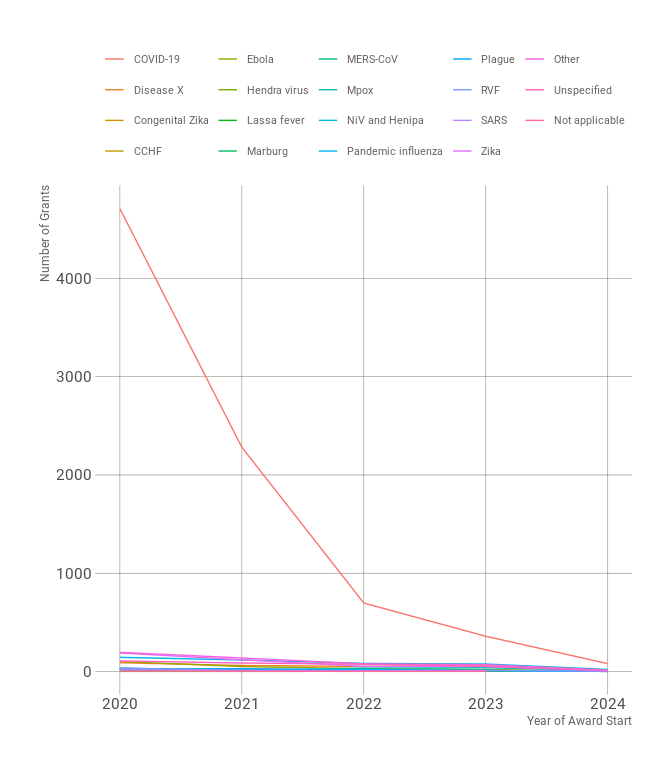 COVID-19 Ebola MERS-CoV Plague Other
Disease X Hendra virus Mpox RVF Unspecified
Congenital Zika Lassa fever NiV and Henipa SARS Not applicable
CCHF Marburg Pandemic influenza Zika
Number of Grants
4000
3000
2000
1000
0
2020 2021 2022 2023 2024
Year of Award Start